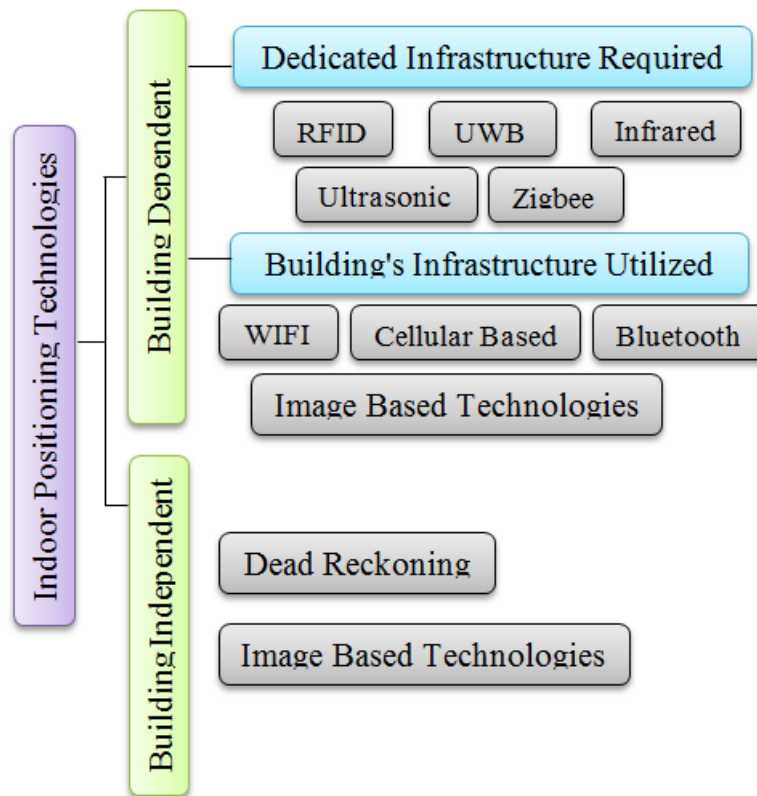 Indoor Positioning Technologies
Building Dependent
Dedicated Infrastructure Required
RFID
UWB
Infrared
Ultrasonic
Zigbee
Building's Infrastructure Utilized
WIFI
Cellular Based
Bluetooth
Image Based Technologies
Building Independent
Dead Reckoning
Image Based Technologies